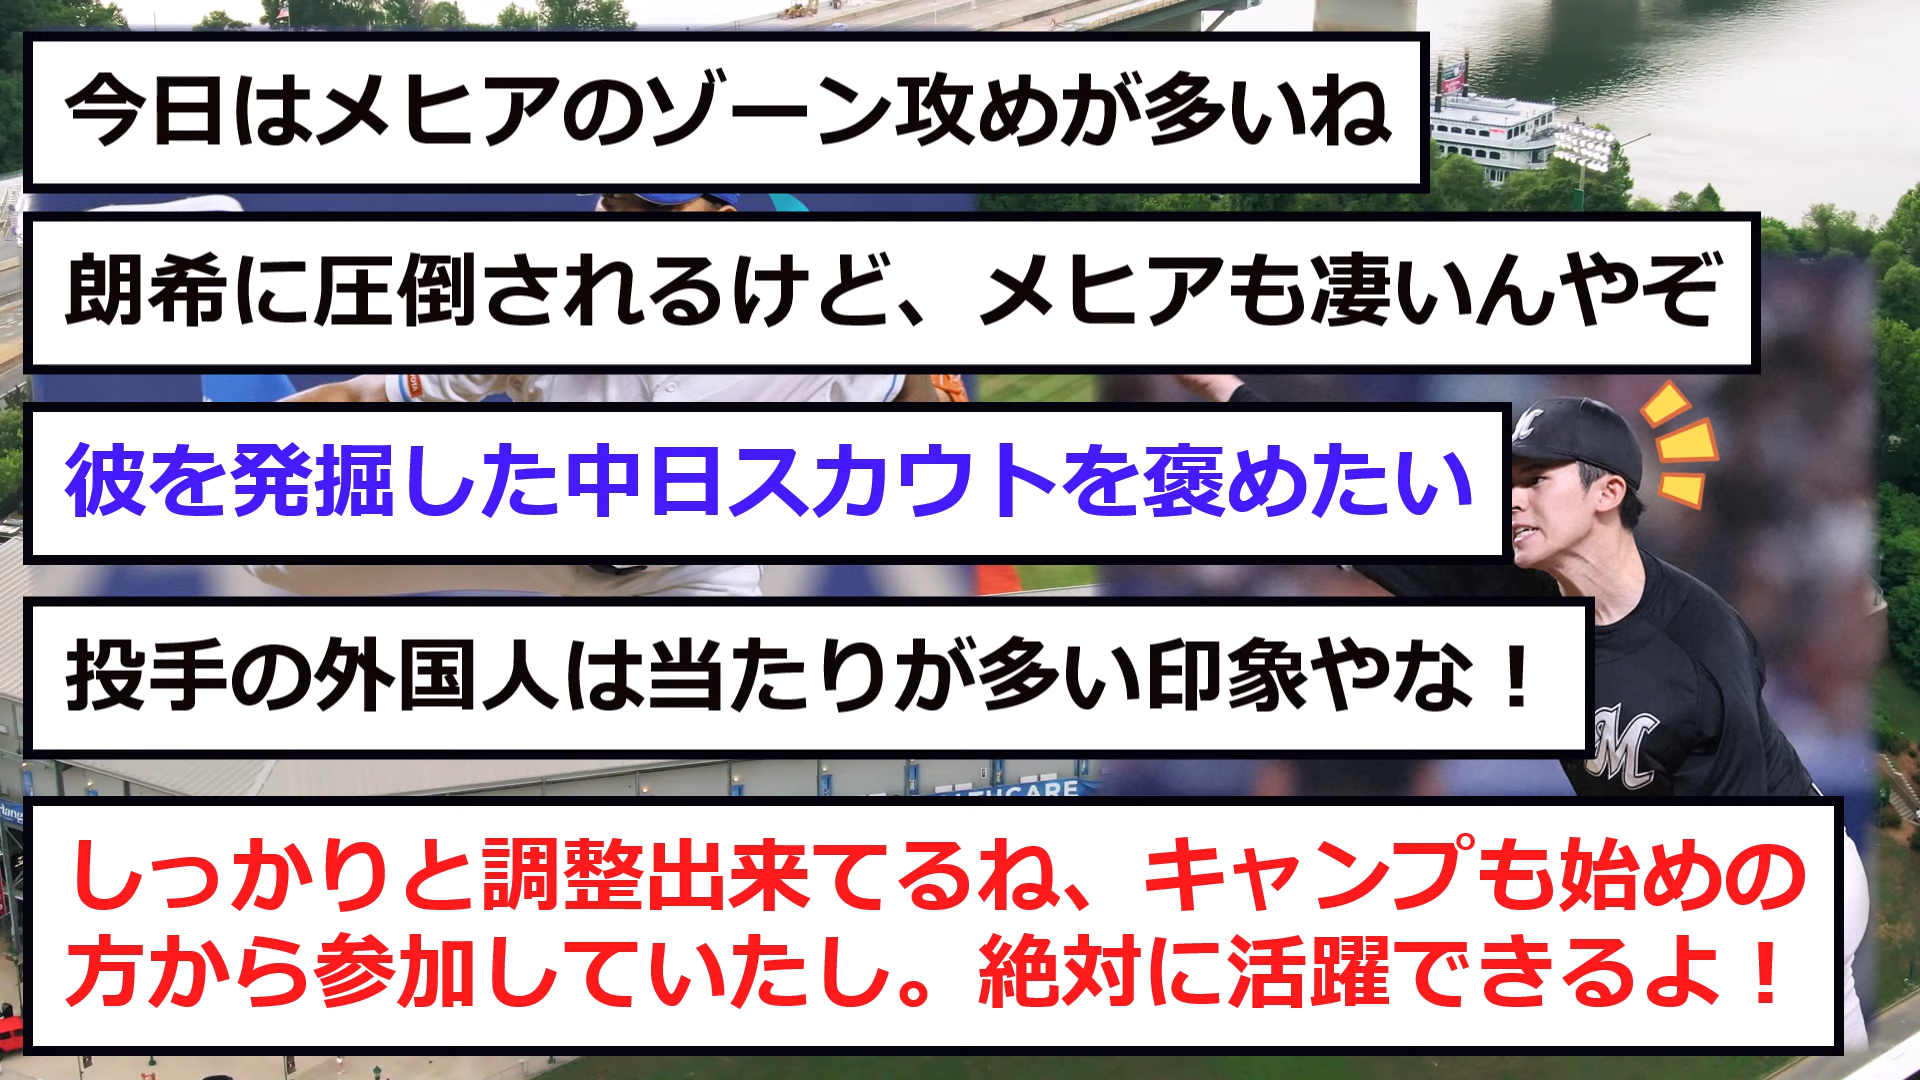 今日はメヒアのゾーン攻めが多いね
朗希に圧倒されるけど、メヒアも凄いんやぞ
彼を発掘した中日スカウトを褒めたい
投手の外国人は当たりが多い印象やな！
しっかりと調整出来てるね、キャンプも始めの
方から参加していたし。絶対に活躍できるよ！
M
M